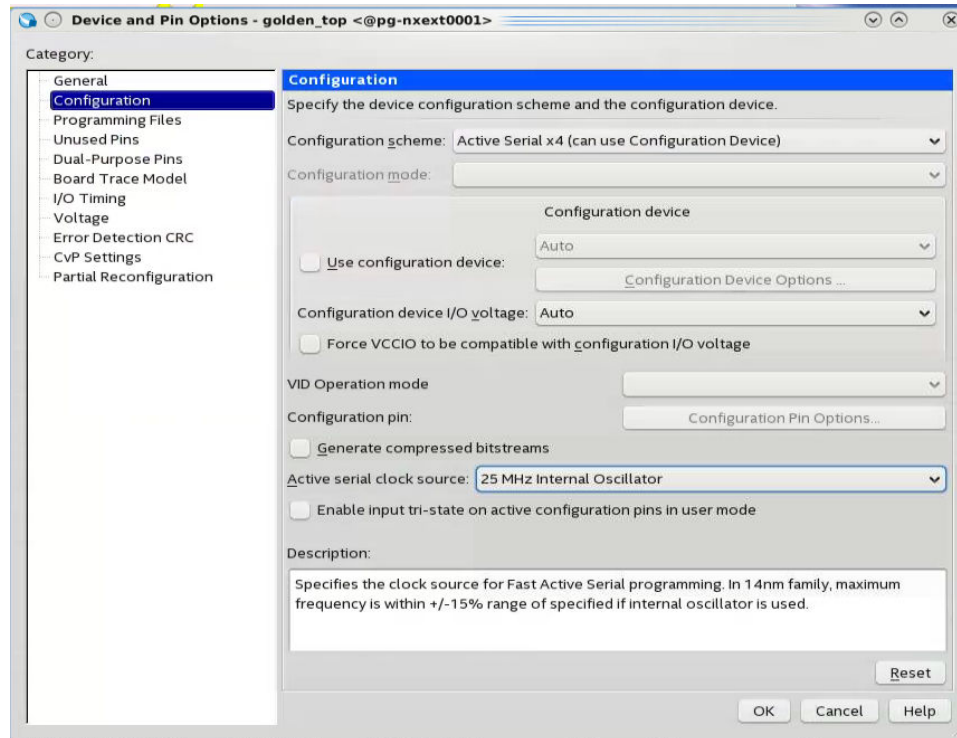 Device and Pin Options - golden_top <@pg-nxext0001>
Category:
General
Configuration
Programming Files
Unused Pins
Dual-Purpose Pins
Board Trace Model
I/O Timing
Voltage
Error Detection CRC
CvP Settings
Partial Reconfiguration
Configuration
Specify the device configuration scheme and the configuration device.
Configuration scheme: Active Serial x4 (can use Configuration Device)
Configuration mode:
Configuration device
Auto
Use configuration device:
Configuration Device Options ...
Configuration device I/O voltage: Auto
Force VCCIO to be compatible with configuration I/O voltage
VID Operation mode
Configuration pin: Configuration Pin Options...
Generate compressed bitstreams
Active serial clock source: 25 MHz Internal Oscillator
Enable input tri-state on active configuration pins in user mode
Description:
Specifies the clock source for Fast Active Serial programming. In 14nm family, maximum
frequency is within +/-15% range of specified if internal oscillator is used.
Reset
OK Cancel Help